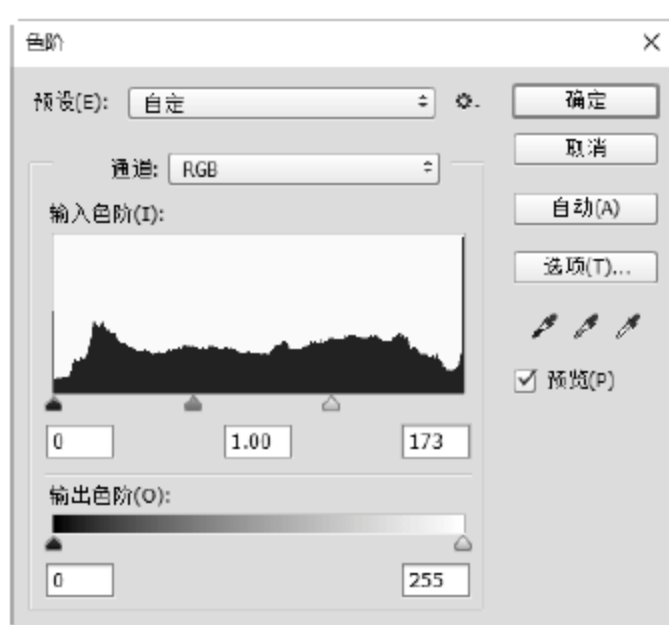 色阶
预设(E): 自定
确定
取消
通道: RGB
自动(A)
输入色阶(I):
选项(T)...
预览(P)
0 1.00 173
输出色阶(O):
0 255